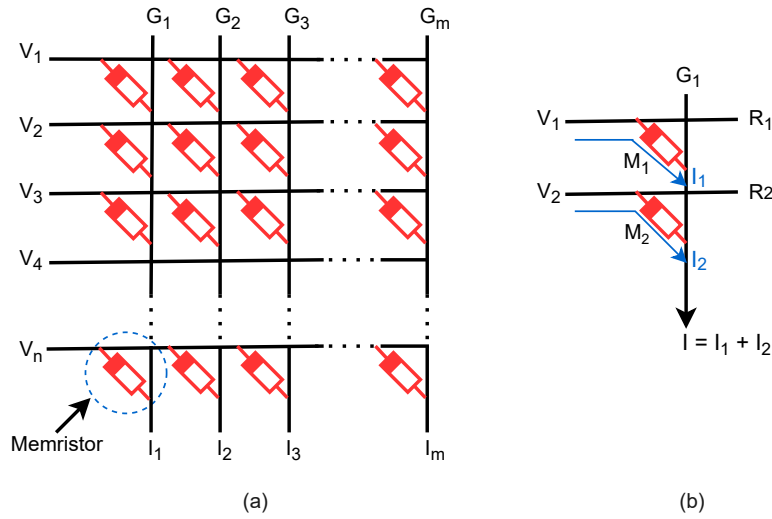 G1 G2 G3 Gm
V1
V2
V3
V4
Vn
Memristor
I1 I2 I3 Im
(a)
G1
V1 R1
M1 I1
V2 R2
M2 I2
I = I1 + I2
(b)